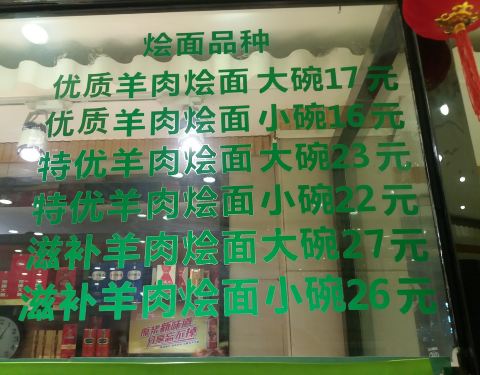 烩面品种
优质羊肉烩面 大碗17元
优质羊肉烩面 小碗16元
特优羊肉烩面 大碗23元
特优羊肉烩面 小碗22元
滋补羊肉烩面大碗27元
滋补羊肉烩面小碗26元